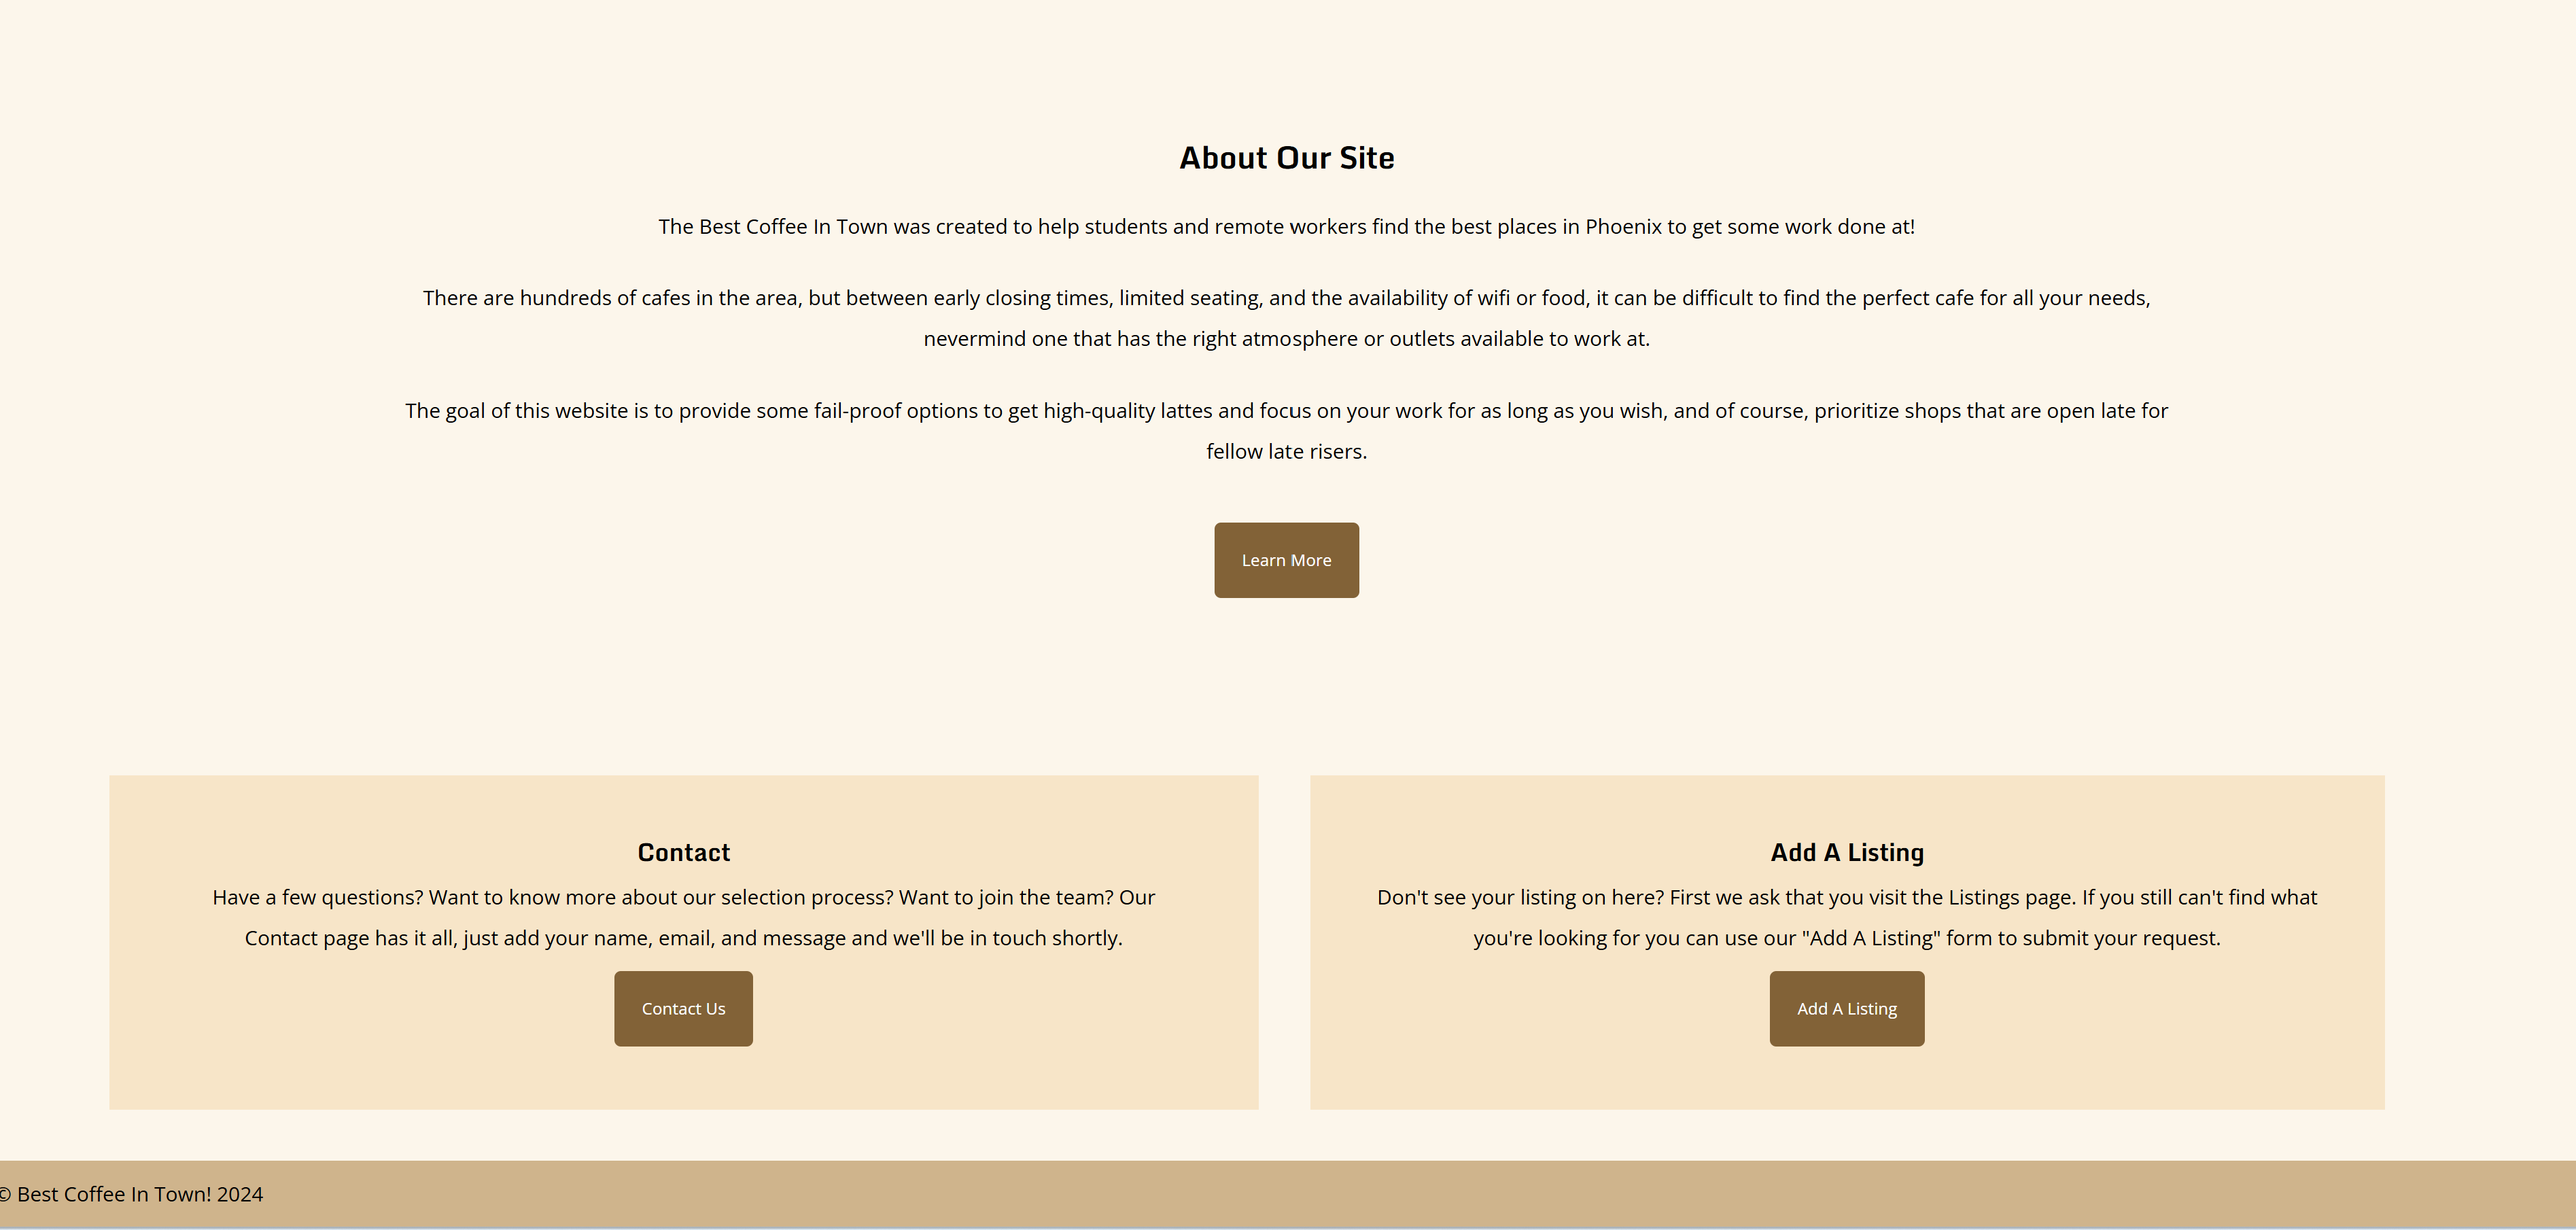 About Our Site
The Best Coffee In Town was created to help students and remote workers find the best places in Phoenix to get some work done at!
There are hundreds of cafes in the area, but between early closing times, limited seating, and the availability of wifi or food, it can be difficult to find the perfect cafe for all your needs,
nevermind one that has the right atmosphere or outlets available to work at.
The goal of this website is to provide some fail-proof options to get high-quality lattes and focus on your work for as long as you wish, and of course, prioritize shops that are open late for
fellow late risers.
Learn More
Contact
Have a few questions? Want to know more about our selection process? Want to join the team? Our
Contact page has it all, just add your name, email, and message and we'll be in touch shortly.
Contact Us
Add A Listing
Don't see your listing on here? First we ask that you visit the Listings page. If you still can't find what
you're looking for you can use our "Add A Listing" form to submit your request.
Add A Listing
© Best Coffee In Town! 2024